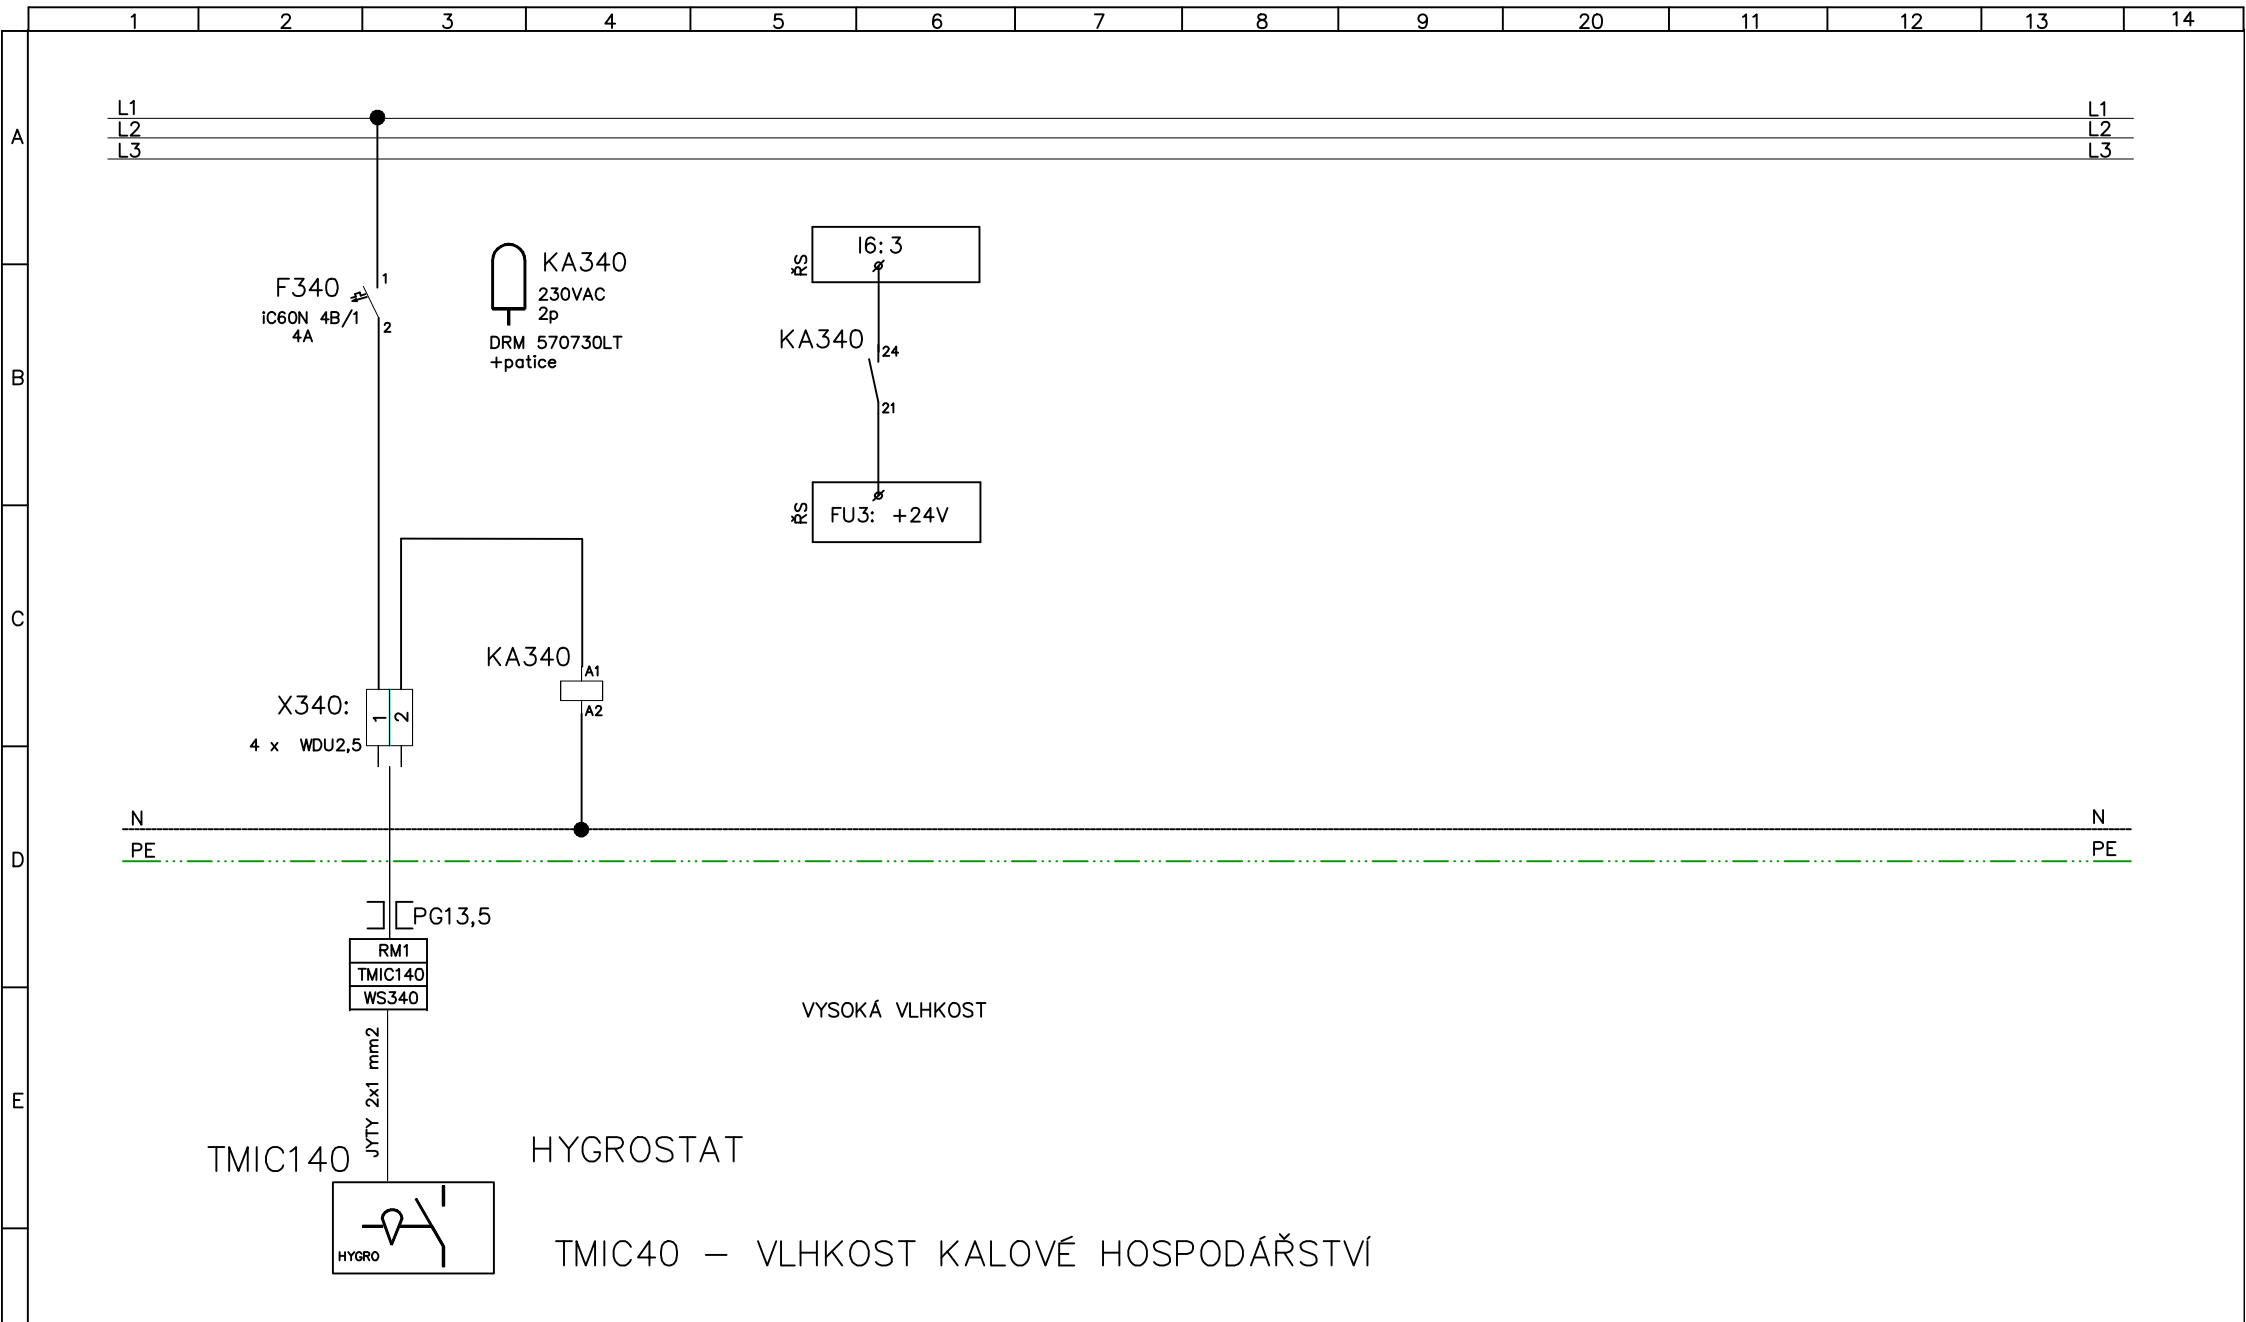 1 2 3 4 5 6 7 8 9 20 11 12 13 14
A
B
C
D
E
L1 L1
L2 L2
L3 L3
F340
iC60N 4B/1
4A
1
2
KA340
230VAC
2p
DRM 570730LT
+patice
ŘS
I6: 3
KA340
24
21
ŘS
FU3: +24V
KA340
A1
A2
X340:
1 2
4 x WDU2,5
N N
PE PE
PG13,5
RM1
TMIC140
WS340
VYSOKÁ VLHKOST
JYTY 2x1 mm2
TMIC140
HYGROSTAT
HYGRO
TMIC40 – VLHKOST KALOVÉ HOSPODÁŘSTVÍ